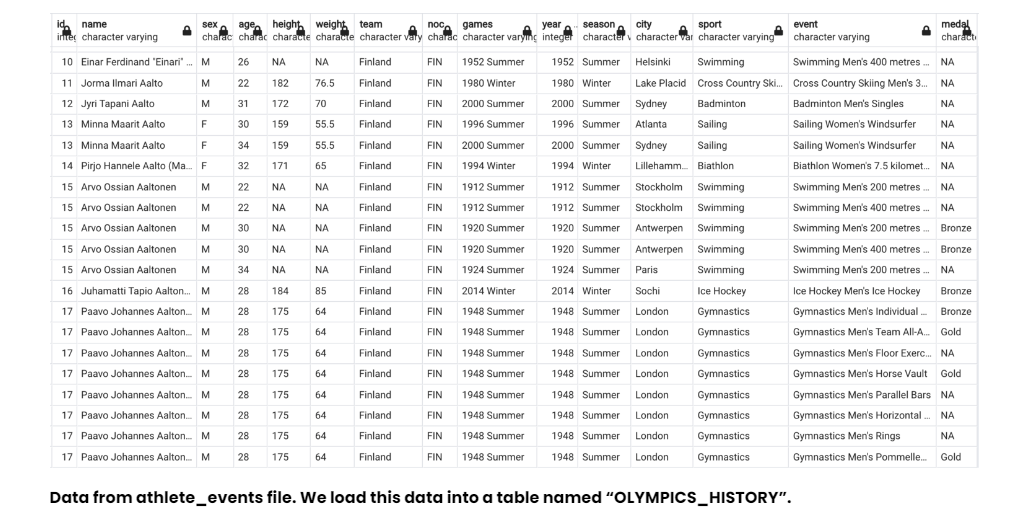 id name sex age height weight team noc games year season city sport event medal
integ character varying charac charac characte characte character vary charac character varying integer character v character var character varying character varying characte
10 Einar Ferdinand "Einari" ... M 26 NA NA Finland FIN 1952 Summer 1952 Summer Helsinki Swimming Swimming Men's 400 metres ... NA
11 Jorma Ilmari Aalto M 22 182 76.5 Finland FIN 1980 Winter 1980 Winter Lake Placid Cross Country Ski... Cross Country Skiing Men's 3... NA
12 Jyri Tapani Aalto M 31 172 70 Finland FIN 2000 Summer 2000 Summer Sydney Badminton Badminton Men's Singles NA
13 Minna Maarit Aalto F 30 159 55.5 Finland FIN 1996 Summer 1996 Summer Atlanta Sailing Sailing Women's Windsurfer NA
13 Minna Maarit Aalto F 34 159 55.5 Finland FIN 2000 Summer 2000 Summer Sydney Sailing Sailing Women's Windsurfer NA
14 Pirjo Hannele Aalto (Ma... F 32 171 65 Finland FIN 1994 Winter 1994 Winter Lillehamm... Biathlon Biathlon Women's 7.5 kilomet... NA
15 Arvo Ossian Aaltonen M 22 NA NA Finland FIN 1912 Summer 1912 Summer Stockholm Swimming Swimming Men's 200 metres ... NA
15 Arvo Ossian Aaltonen M 22 NA NA Finland FIN 1912 Summer 1912 Summer Stockholm Swimming Swimming Men's 400 metres ... NA
15 Arvo Ossian Aaltonen M 30 NA NA Finland FIN 1920 Summer 1920 Summer Antwerpen Swimming Swimming Men's 200 metres ... Bronze
15 Arvo Ossian Aaltonen M 30 NA NA Finland FIN 1920 Summer 1920 Summer Antwerpen Swimming Swimming Men's 400 metres ... Bronze
15 Arvo Ossian Aaltonen M 34 NA NA Finland FIN 1924 Summer 1924 Summer Paris Swimming Swimming Men's 200 metres ... NA
16 Juhamatti Tapio Aalton... M 28 184 85 Finland FIN 2014 Winter 2014 Winter Sochi Ice Hockey Ice Hockey Men's Ice Hockey Bronze
17 Paavo Johannes Aalton... M 28 175 64 Finland FIN 1948 Summer 1948 Summer London Gymnastics Gymnastics Men's Individual ... Bronze
17 Paavo Johannes Aalton... M 28 175 64 Finland FIN 1948 Summer 1948 Summer London Gymnastics Gymnastics Men's Team All-A... Gold
17 Paavo Johannes Aalton... M 28 175 64 Finland FIN 1948 Summer 1948 Summer London Gymnastics Gymnastics Men's Floor Exerc... NA
17 Paavo Johannes Aalton... M 28 175 64 Finland FIN 1948 Summer 1948 Summer London Gymnastics Gymnastics Men's Horse Vault Gold
17 Paavo Johannes Aalton... M 28 175 64 Finland FIN 1948 Summer 1948 Summer London Gymnastics Gymnastics Men's Parallel Bars NA
17 Paavo Johannes Aalton... M 28 175 64 Finland FIN 1948 Summer 1948 Summer London Gymnastics Gymnastics Men's Horizontal ... NA
17 Paavo Johannes Aalton... M 28 175 64 Finland FIN 1948 Summer 1948 Summer London Gymnastics Gymnastics Men's Rings NA
17 Paavo Johannes Aalton... M 28 175 64 Finland FIN 1948 Summer 1948 Summer London Gymnastics Gymnastics Men's Pommelle... Gold
Data from athlete_events file. We load this data into a table named “OLYMPICS_HISTORY”.